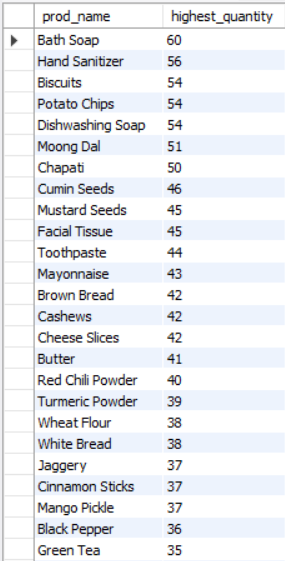 prod_name highest_quantity
Bath Soap 60
Hand Sanitizer 56
Biscuits 54
Potato Chips 54
Dishwashing Soap 54
Moong Dal 51
Chapati 50
Cumin Seeds 46
Mustard Seeds 45
Facial Tissue 45
Toothpaste 44
Mayonnaise 43
Brown Bread 42
Cashews 42
Cheese Slices 42
Butter 41
Red Chili Powder 40
Turmeric Powder 39
Wheat Flour 38
White Bread 38
Jaggery 37
Cinnamon Sticks 37
Mango Pickle 37
Black Pepper 36
Green Tea 35